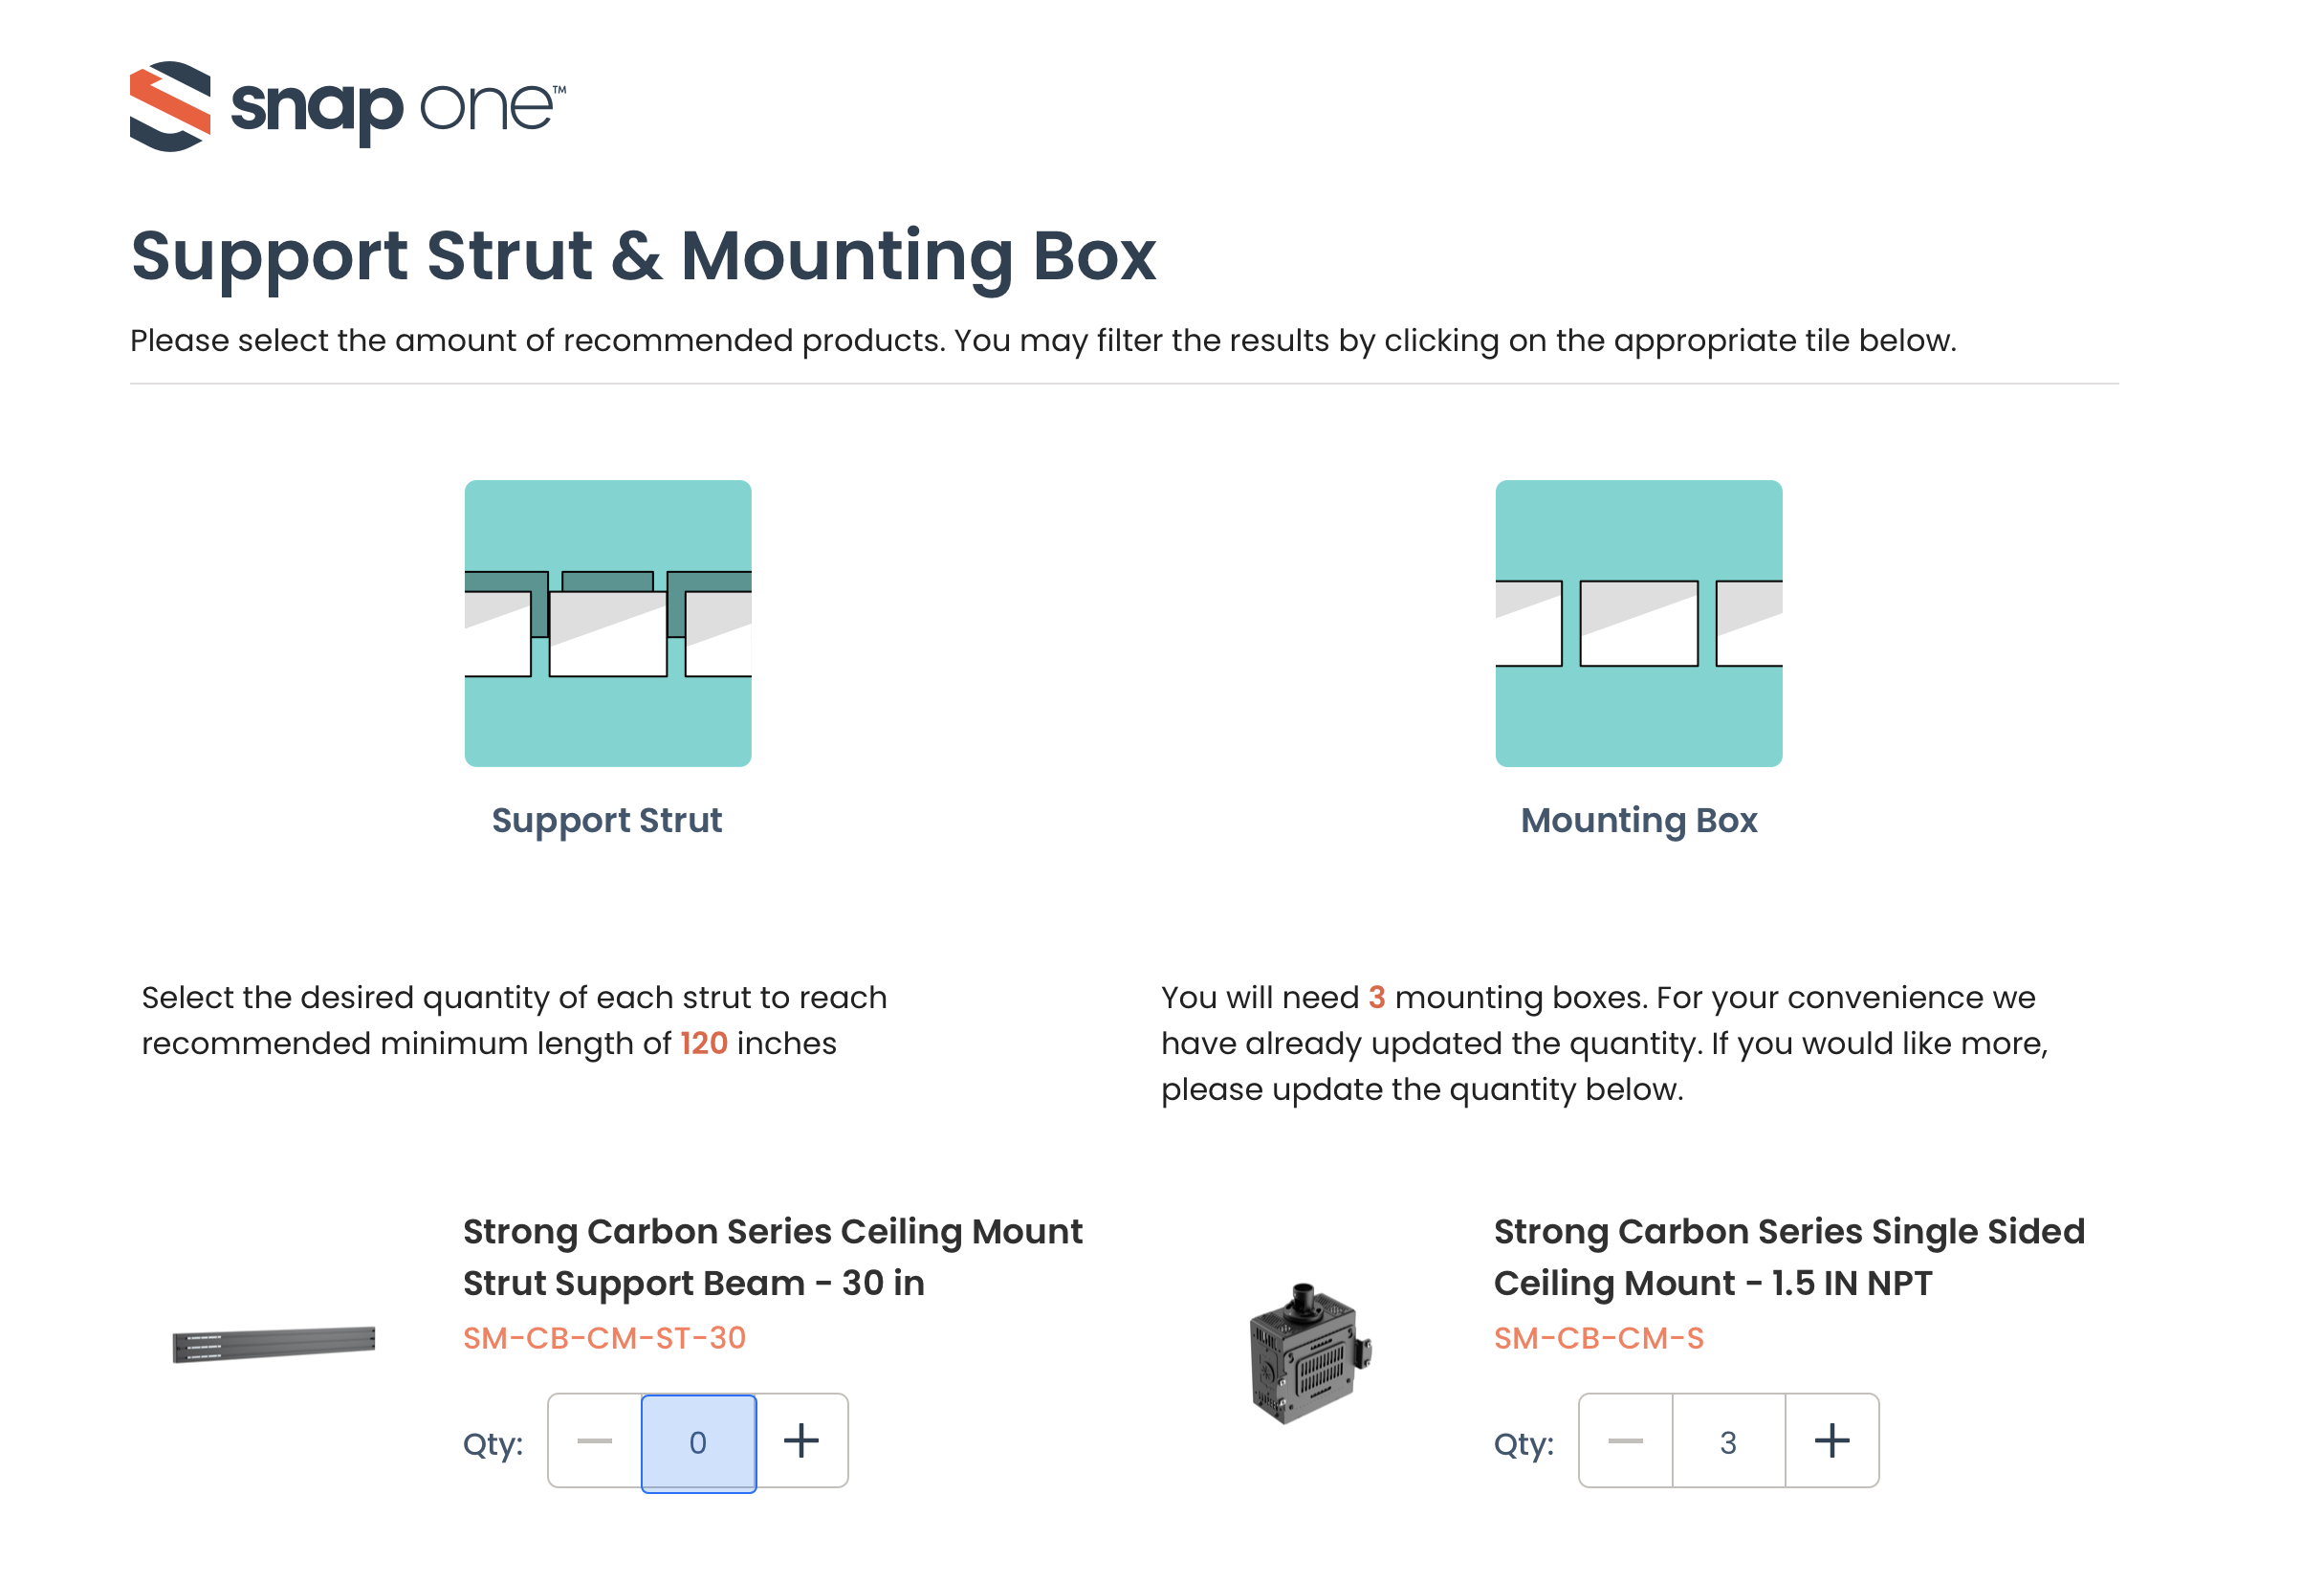 snap one™
Support Strut & Mounting Box
Please select the amount of recommended products. You may filter the results by clicking on the appropriate tile below.
Support Strut
Mounting Box
Select the desired quantity of each strut to reach
recommended minimum length of 120 inches
You will need 3 mounting boxes. For your convenience we
have already updated the quantity. If you would like more,
please update the quantity below.
Strong Carbon Series Ceiling Mount
Strut Support Beam - 30 in
SM-CB-CM-ST-30
Qty: — 0 +
Strong Carbon Series Single Sided
Ceiling Mount - 1.5 IN NPT
SM-CB-CM-S
Qty: — 3 +